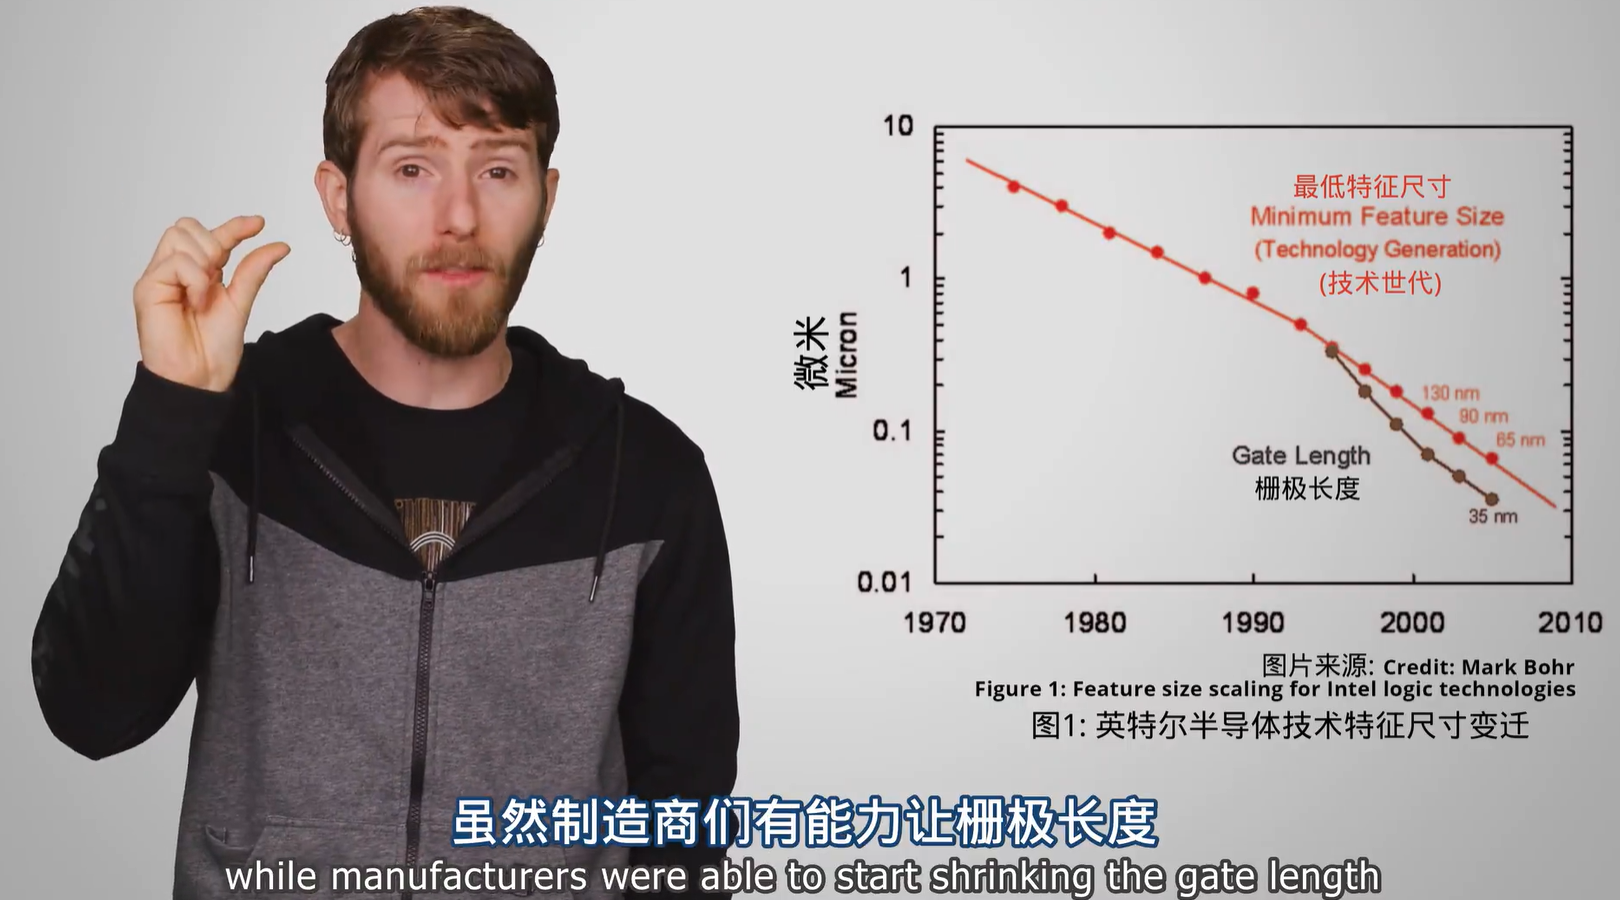 10
1
0.1
0.01
微米
Micron
最低特征尺寸
Minimum Feature Size
(Technology Generation)
(技术世代)
130 nm
90 nm
65 nm
Gate Length
栅极长度
35 nm
1970 1980 1990 2000 2010
图片来源: Credit: Mark Bohr
Figure 1: Feature size scaling for Intel logic technologies
图1: 英特尔半导体技术特征尺寸变迁
虽然制造商们有能力让栅极长度
while manufacturers were able to start shrinking the gate length